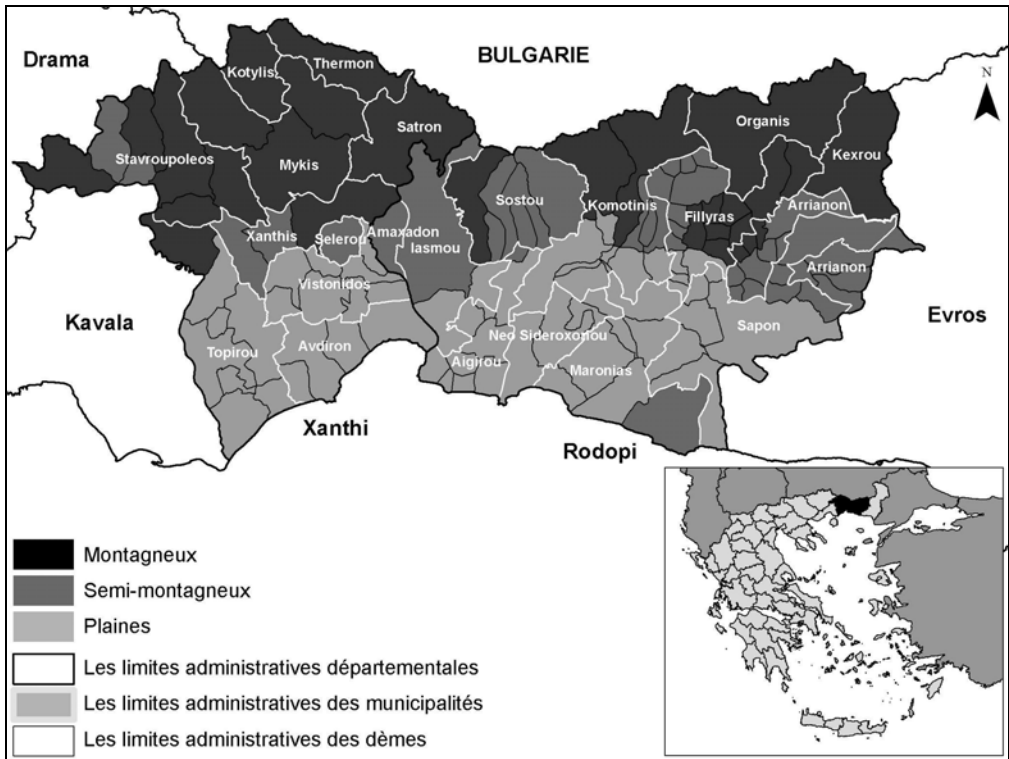 Drama
BULGARIE
N
Kotylis
Thermon
Satron
Organis
Stavroupoleos
Mykis
Kexrou
Sostou
Komotinis
Fillyras
Arrianon
Xanthis
Selerou
Amaxadon
Iasmou
Arrianon
Vistonidos
Kavala
Evros
Topirou
Avdiron
Neo Sideroxoriou
Sapon
Aigirou
Maronias
Xanthi
Rodopi
Montagneux
Semi-montagneux
Plaines
Les limites administratives départementales
Les limites administratives des municipalités
Les limites administratives des dèmes